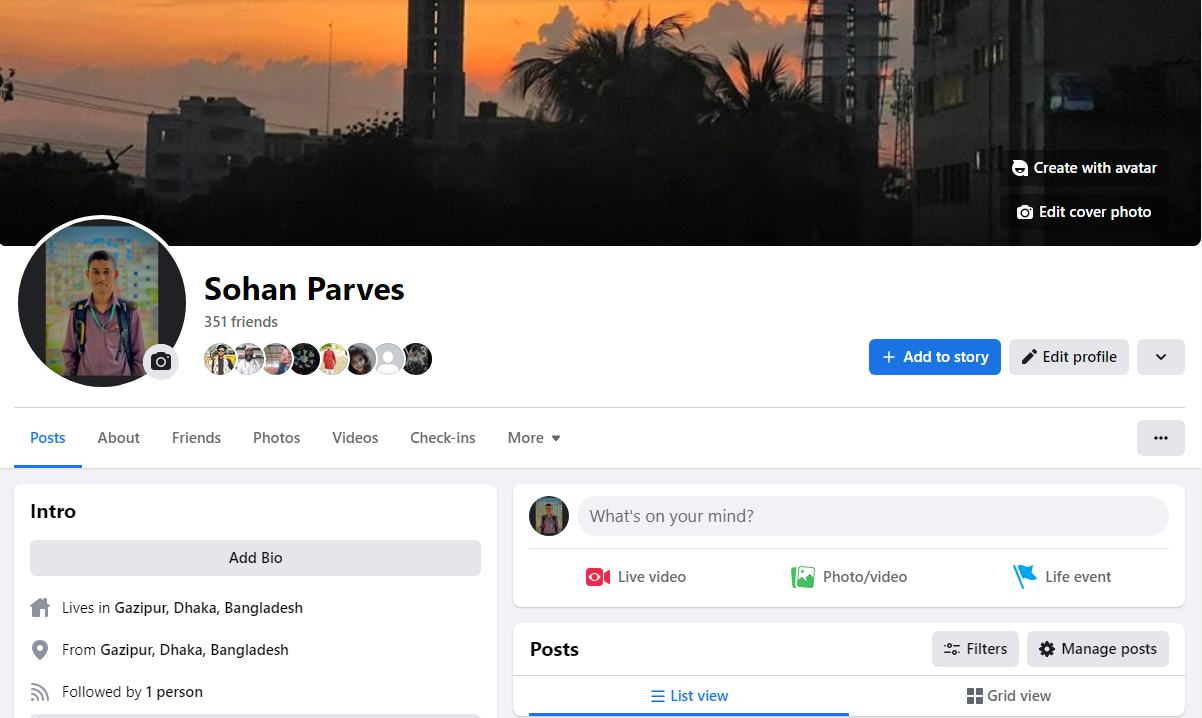 Create with avatar
Edit cover photo
Sohan Parves
351 friends
+ Add to story
Edit profile
Posts
About
Friends
Photos
Videos
Check-ins
More
Intro
Add Bio
Lives in Gazipur, Dhaka, Bangladesh
From Gazipur, Dhaka, Bangladesh
Followed by 1 person
What's on your mind?
Live video
Photo/video
Life event
Posts
Filters
Manage posts
List view
Grid view